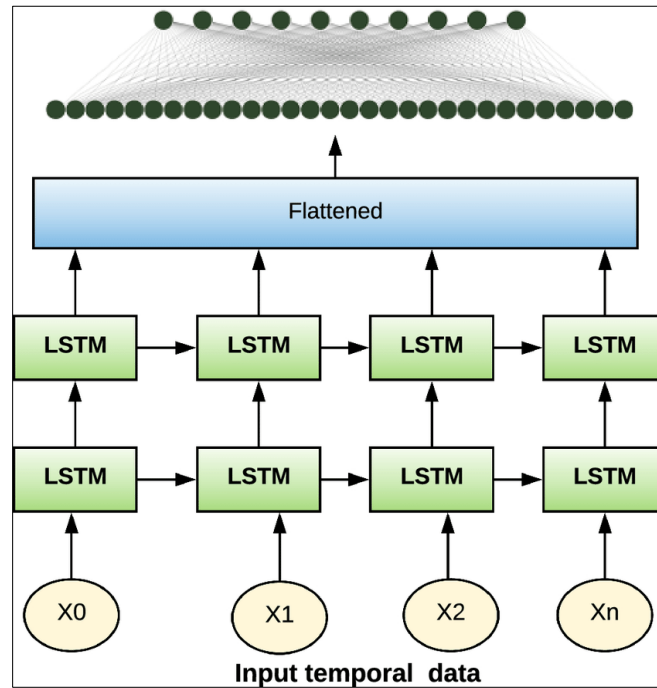 Flattened
LSTM LSTM LSTM LSTM
LSTM LSTM LSTM LSTM
X0 X1 X2 Xn
Input temporal data